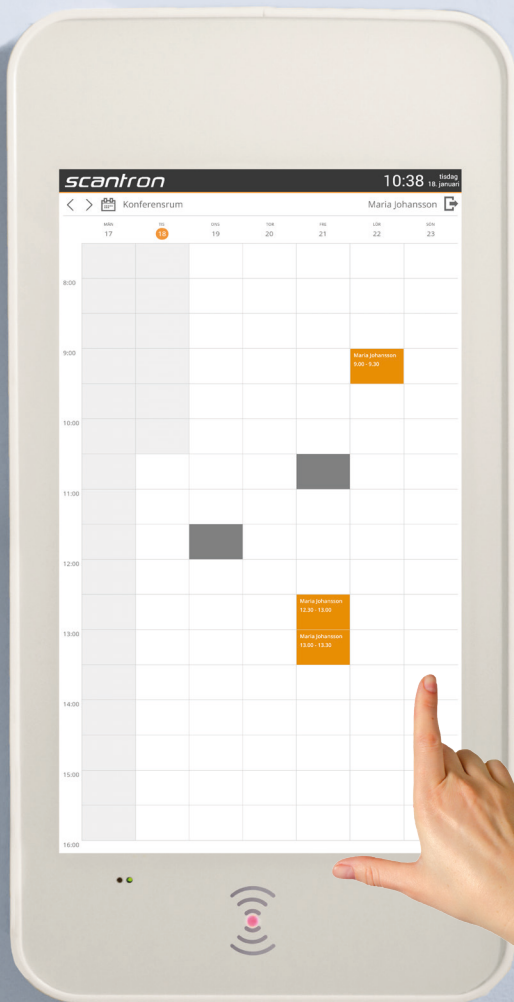 scantron
10:38 tisdag
18. januari
Konferensrum
Maria Johansson
MÅN TIS ONS TOR FRE LÖR SÖN
17 18 19 20 21 22 23
8:00
9:00
Maria Johansson
9.00 - 9.30
10:00
11:00
12:00
Maria Johansson
12.30 - 13.00
13:00
Maria Johansson
13.00 - 13.30
14:00
15:00
16:00